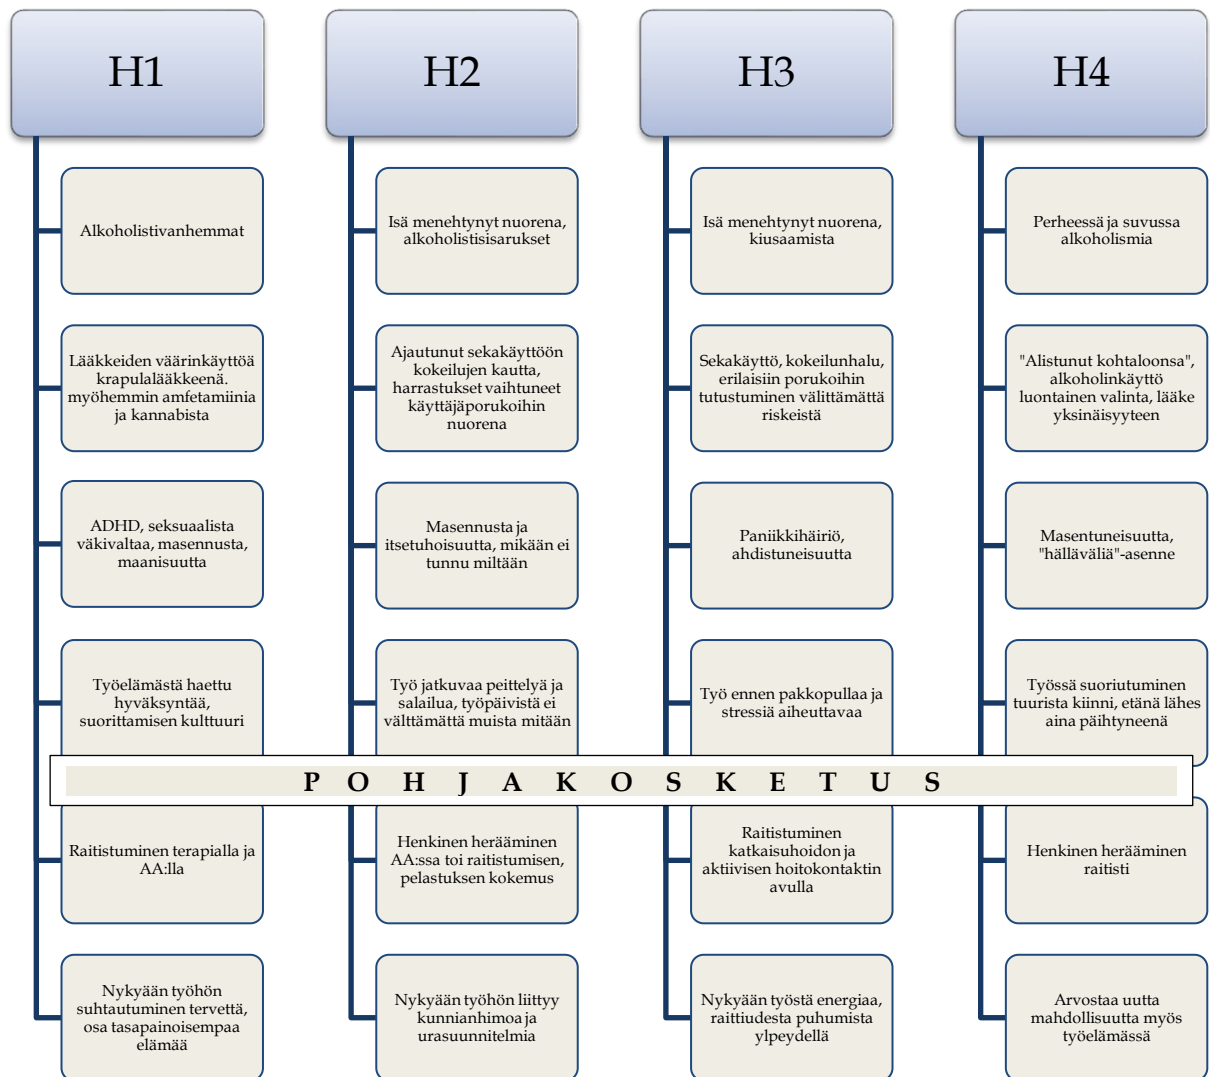 H1
Alkoholistivanhemmat
Lääkkeiden väärinkäyttöä
krapulalääkkeenä.
myöhemmin amfetamiinia
ja kannabista
ADHD, seksuaalista
väkivaltaa, masennusta,
maanisuutta
Työelämästä haettu
hyväksyntää,
suorittamisen kulttuuri
H2
Isä menehtynyt nuorena,
alkoholistisisarukset
Ajautunut sekakäyttöön
kokeilujen kautta,
harrastukset vaihtuneet
käyttäjäporukoihin
nuorena
Masennusta ja
itsetuhoisuutta, mikään ei
tunnu miltään
Työ jatkuvaa peittelyä ja
salailua, työpäivistä ei
välttämättä muista mitään
H3
Isä menehtynyt nuorena,
kiusaamista
Sekakäyttö, kokeilunhalu,
erilaisiin porukoihin
tutustuminen välittämättä
riskeistä
Paniikkihäiriö,
ahdistuneisuutta
Työ ennen pakkopullaa ja
stressiä aiheuttavaa
H4
Perheessä ja suvussa
alkoholismia
"Alistunut kohtaloonsa",
alkoholinkäyttö
luontainen valinta, lääke
yksinäisyyteen
Masentuneisuutta,
"hälläväliä"-asenne
Työssä suoriutuminen
tuurista kiinni, etänä lähes
aina päihtyneenä
P O H J A K O S K E T U S
Raitistuminen terapialla ja
AA:lla
Nykyään työhön
suhtautuminen tervettä,
osa tasapainoisempaa
elämää
Henkinen herääminen
AA:ssa toi raitistumisen,
pelastuksen kokemus
Nykyään työhön liittyy
kunnianhimoa ja
urasuunnitelmia
Raitistuminen
katkaisuhoidon ja
aktiivisen hoitokontaktin
avulla
Nykyään työstä energiaa,
raittiudesta puhumista
ylpeydellä
Henkinen herääminen
raitisti
Arvostaa uutta
mahdollisuutta myös
työelämässä